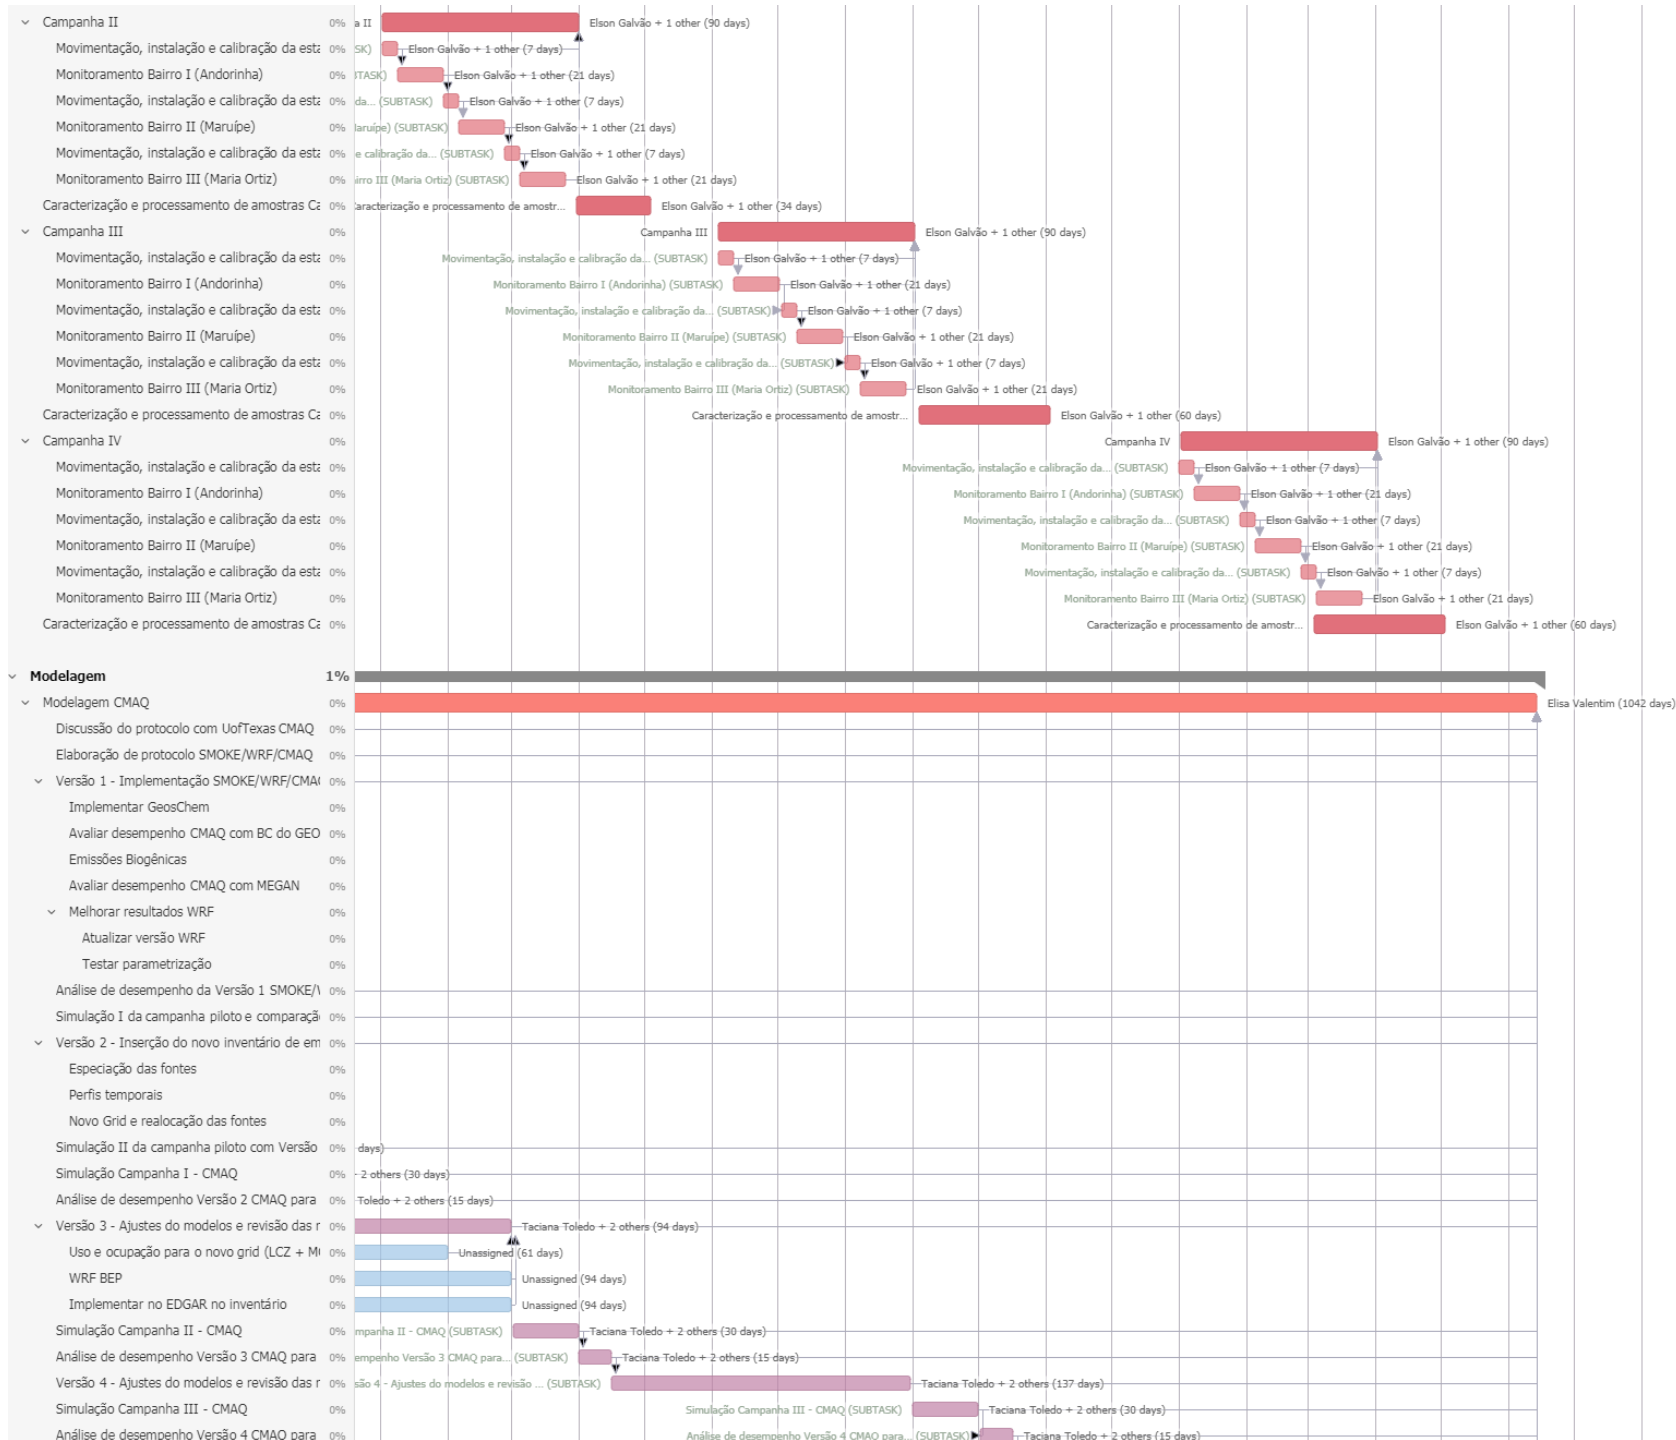 Campanha II 0% a II Elson Galvão + 1 other (90 days)
Movimentação, instalação e calibração da esta 0% SK) Elson Galvão + 1 other (7 days)
Monitoramento Bairro I (Andorinha) 0% TASK) Elson Galvão + 1 other (21 days)
Movimentação, instalação e calibração da esta 0% da... (SUBTASK) Elson Galvão + 1 other (7 days)
Monitoramento Bairro II (Maruípe) 0% laruípe) (SUBTASK) Elson Galvão + 1 other (21 days)
Movimentação, instalação e calibração da esta 0% e calibração da... (SUBTASK) Elson Galvão + 1 other (7 days)
Monitoramento Bairro III (Maria Ortiz) 0% irro III (Maria Ortiz) (SUBTASK) Elson Galvão + 1 other (21 days)
Caracterização e processamento de amostras Ca 0% aracterização e processamento de amostr... Elson Galvão + 1 other (34 days)
Campanha III 0% Campanha III Elson Galvão + 1 other (90 days)
Movimentação, instalação e calibração da esta 0% Movimentação, instalação e calibração da... (SUBTASK) Elson Galvão + 1 other (7 days)
Monitoramento Bairro I (Andorinha) 0% Monitoramento Bairro I (Andorinha) (SUBTASK) Elson Galvão + 1 other (21 days)
Movimentação, instalação e calibração da esta 0% Movimentação, instalação e calibração da... (SUBTASK) Elson Galvão + 1 other (7 days)
Monitoramento Bairro II (Maruípe) 0% Monitoramento Bairro II (Maruípe) (SUBTASK) Elson Galvão + 1 other (21 days)
Movimentação, instalação e calibração da esta 0% Movimentação, instalação e calibração da... (SUBTASK) Elson Galvão + 1 other (7 days)
Monitoramento Bairro III (Maria Ortiz) 0% Monitoramento Bairro III (Maria Ortiz) (SUBTASK) Elson Galvão + 1 other (21 days)
Caracterização e processamento de amostras Ca 0% Caracterização e processamento de amostr... Elson Galvão + 1 other (60 days)
Campanha IV 0% Campanha IV Elson Galvão + 1 other (90 days)
Movimentação, instalação e calibração da esta 0% Movimentação, instalação e calibração da... (SUBTASK) Elson Galvão + 1 other (7 days)
Monitoramento Bairro I (Andorinha) 0% Monitoramento Bairro I (Andorinha) (SUBTASK) Elson Galvão + 1 other (21 days)
Movimentação, instalação e calibração da esta 0% Movimentação, instalação e calibração da... (SUBTASK) Elson Galvão + 1 other (7 days)
Monitoramento Bairro II (Maruípe) 0% Monitoramento Bairro II (Maruípe) (SUBTASK) Elson Galvão + 1 other (21 days)
Movimentação, instalação e calibração da esta 0% Movimentação, instalação e calibração da... (SUBTASK) Elson Galvão + 1 other (7 days)
Monitoramento Bairro III (Maria Ortiz) 0% Monitoramento Bairro III (Maria Ortiz) (SUBTASK) Elson Galvão + 1 other (21 days)
Caracterização e processamento de amostras Ca 0% Caracterização e processamento de amostr... Elson Galvão + 1 other (60 days)
Modelagem 1%
Modelagem CMAQ 0% Elisa Valentim (1042 days)
Discussão do protocolo com UofTexas CMAQ 0%
Elaboração de protocolo SMOKE/WRF/CMAQ 0%
Versão 1 - Implementação SMOKE/WRF/CMAQ 0%
Implementar GeosChem 0%
Avaliar desempenho CMAQ com BC do GEO 0%
Emissões Biogênicas 0%
Avaliar desempenho CMAQ com MEGAN 0%
Melhorar resultados WRF 0%
Atualizar versão WRF 0%
Testar parametrização 0%
Análise de desempenho da Versão 1 SMOKE/ 0%
Simulação I da campanha piloto e comparaçã 0%
Versão 2 - Inserção do novo inventário de em 0%
Especiação das fontes 0%
Perfis temporais 0%
Novo Grid e realocação das fontes 0%
Simulação II da campanha piloto com Versão 0% days)
Simulação Campanha I - CMAQ 0% 2 others (30 days)
Análise de desempenho Versão 2 CMAQ para 0% Toledo + 2 others (15 days)
Versão 3 - Ajustes do modelos e revisão das r 0% Taciana Toledo + 2 others (94 days)
Uso e ocupação para o novo grid (LCZ + M 0% Unassigned (61 days)
WRF BEP 0% Unassigned (94 days)
Implementar no EDGAR no inventário 0% Unassigned (94 days)
Simulação Campanha II - CMAQ 0% mpanha II - CMAQ (SUBTASK) Taciana Toledo + 2 others (30 days)
Análise de desempenho Versão 3 CMAQ para 0% empenho Versão 3 CMAQ para... (SUBTASK) Taciana Toledo + 2 others (15 days)
Versão 4 - Ajustes do modelos e revisão das r 0% são 4 - Ajustes do modelos e revisão ... (SUBTASK) Taciana Toledo + 2 others (137 days)
Simulação Campanha III - CMAQ 0% Simulação Campanha III - CMAQ (SUBTASK) Taciana Toledo + 2 others (30 days)
Análise de desempenho Versão 4 CMAQ para 0% Análise de desempenho Versão 4 CMAQ para... (SUBTASK) Taciana Toledo + 2 others (15 days)